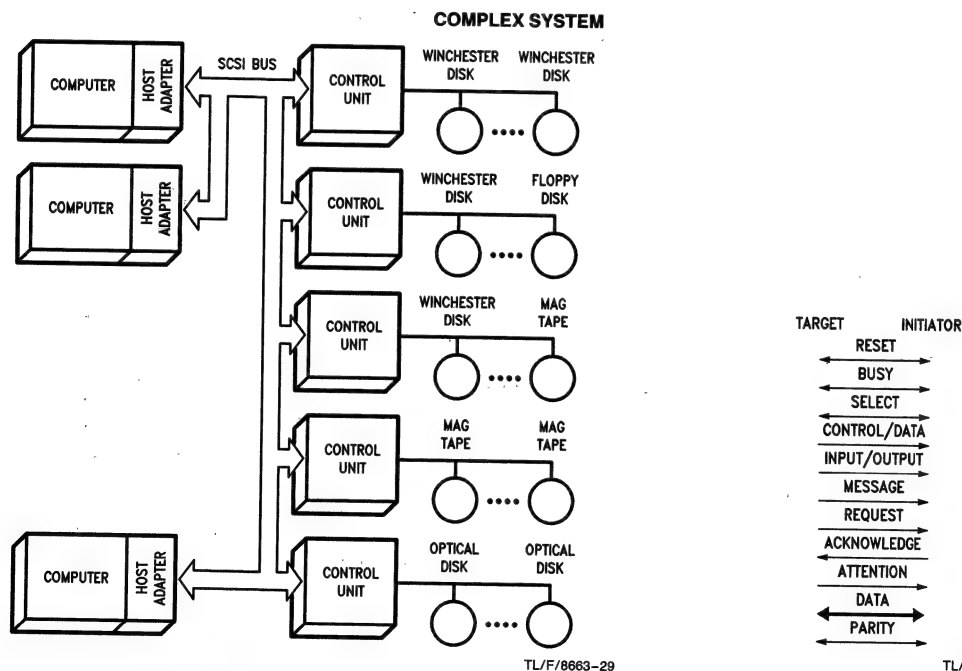 COMPLEX SYSTEM
SCSI BUS
COMPUTER
HOST
ADAPTER
CONTROL
UNIT
WINCHESTER
DISK
WINCHESTER
DISK
COMPUTER
HOST
ADAPTER
CONTROL
UNIT
WINCHESTER
DISK
FLOPPY
DISK
CONTROL
UNIT
WINCHESTER
DISK
MAG
TAPE
CONTROL
UNIT
MAG
TAPE
MAG
TAPE
COMPUTER
HOST
ADAPTER
CONTROL
UNIT
OPTICAL
DISK
OPTICAL
DISK
TL/F/8663-29
TARGET INITIATOR
RESET
BUSY
SELECT
CONTROL/DATA
INPUT/OUTPUT
MESSAGE
REQUEST
ACKNOWLEDGE
ATTENTION
DATA
PARITY
TL/